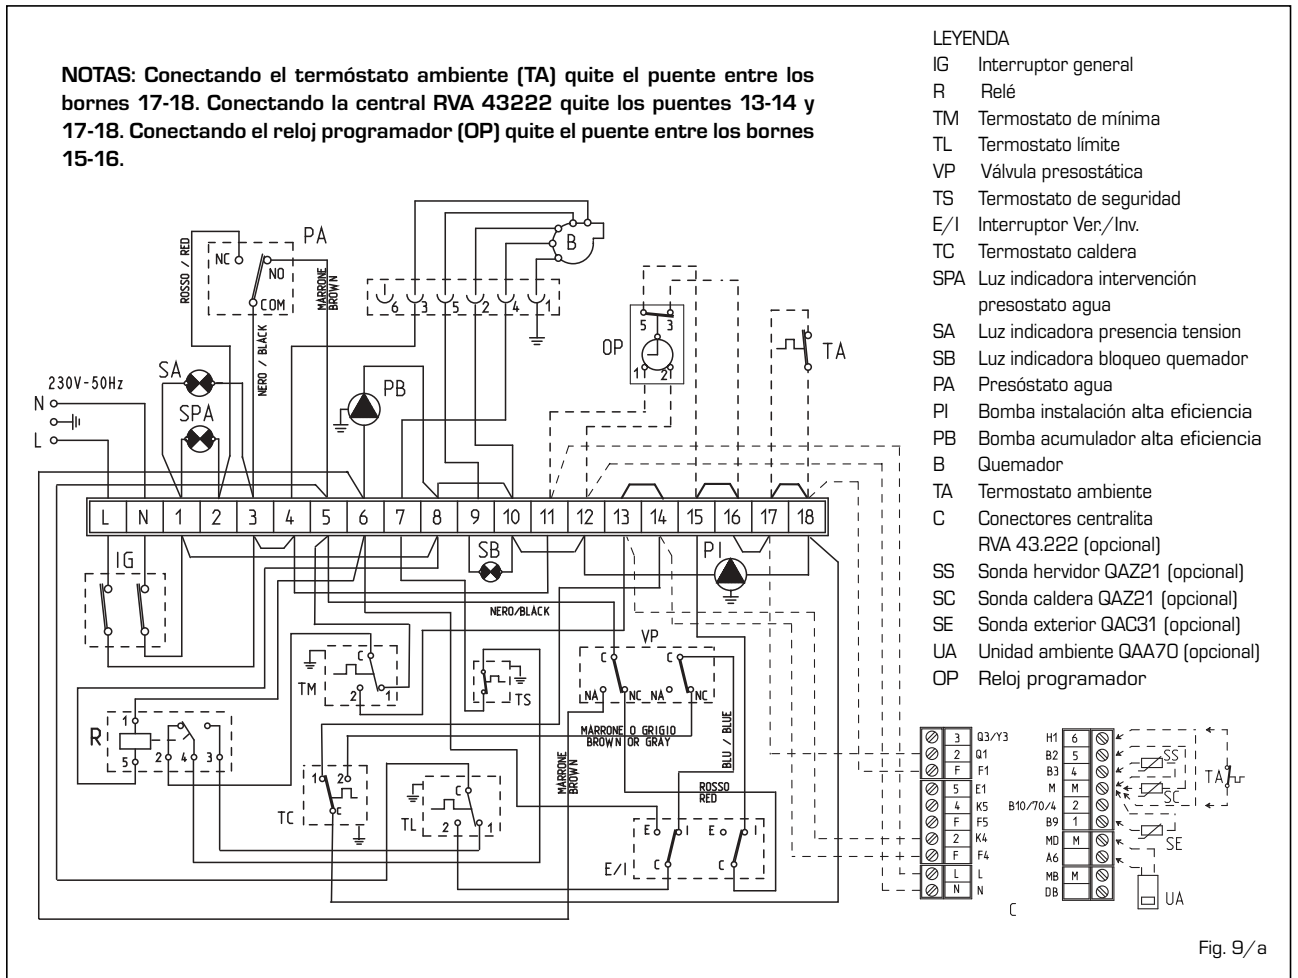 NOTAS: Conectando el termóstato ambiente (TA) quite el puente entre los
bornes 17-18. Conectando la central RVA 43222 quite los puentes 13-14 y
17-18. Conectando el reloj programador (OP) quite el puente entre los bornes
15-16.
LEYENDA
IG Interruptor general
R Relé
TM Termostato de mínima
TL Termostato límite
VP Válvula presostática
TS Termostato de seguridad
E/I Interruptor Ver./Inv.
TC Termostato caldera
SPA Luz indicadora intervención
presostato agua
SA Luz indicadora presencia tension
SB Luz indicadora bloqueo quemador
PA Presóstato agua
PI Bomba instalación alta eficiencia
PB Bomba acumulador alta eficiencia
B Quemador
TA Termostato ambiente
C Conectores centralita
RVA 43.222 (opcional)
SS Sonda hervidor QAZ21 (opcional)
SC Sonda caldera QAZ21 (opcional)
SE Sonda exterior QAC31 (opcional)
UA Unidad ambiente QAA70 (opcional)
OP Reloj programador
PA
NC
NO
COM
ROSSO / RED
MARRONE
BROWN
NERO / BLACK
B
6 3 5 2 4 1
5 3
OP
1 2
TA
SA
SPA
PB
230V-50Hz
N
L
L N 1 2 3 4 5 6 7 8 9 10 11 12 13 14 15 16 17 18
IG
SB
PI
NERO/BLACK
VP
C C
NA NC NA NC
TM
C
2 1
TS
MARRONE O GRIGIO
BROWN OR GRAY
BLU / BLUE
MARRONE
BROWN
ROSSO
RED
R
1
5 2 4 3
TC
1 2
C
TL
C
2 1
E I E I
C C
E/I
3 Q3/Y3
2 Q1
F F1
5 E1
4 K5
F F5
2 K4
F F4
L L
N N
C
H1 6
B2 5
B3 4
M M
B10/70/4 2
B9 1
MD M
A6
MB M
DB
SS
SC
TA
SE
UA
Fig. 9/a